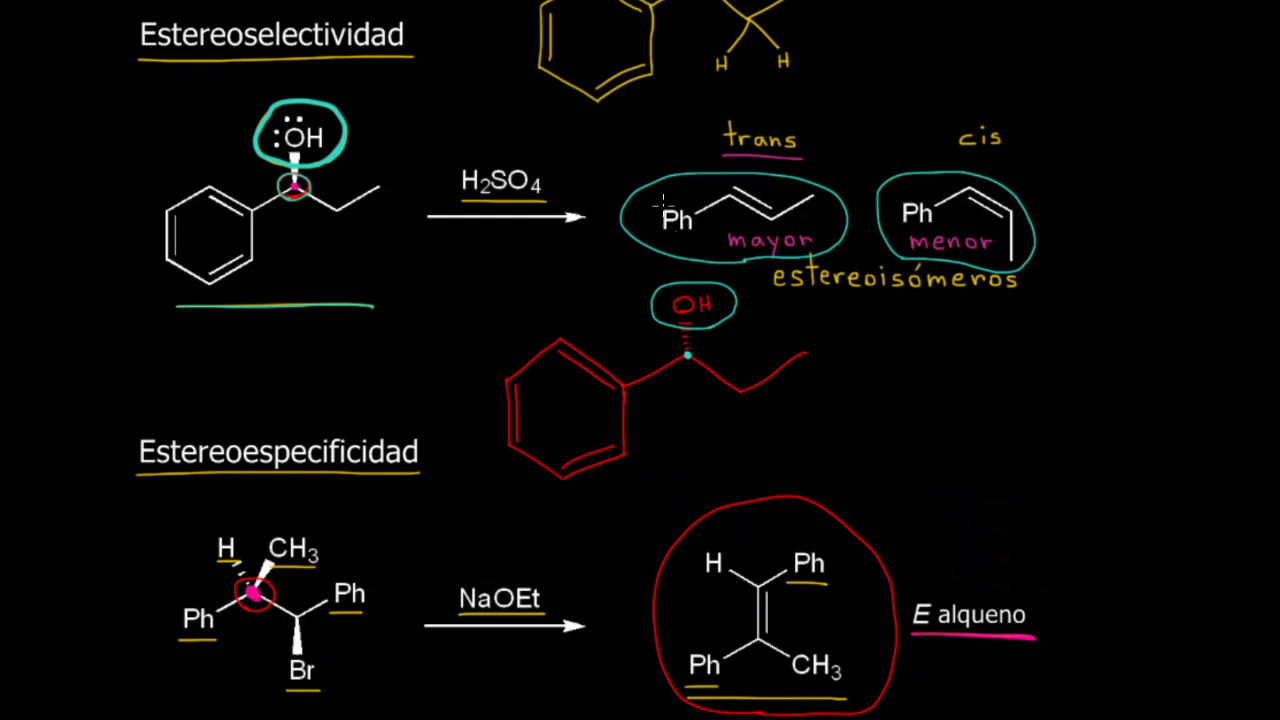 Estereoselectividad
H H
:OH
H₂SO₄
trans cis
Ph Ph
mayor menor
estereoisómeros
OH
Estereoespecificidad
H CH₃
Ph Ph
Br
NaOEt
H Ph
Ph CH₃
E alqueno